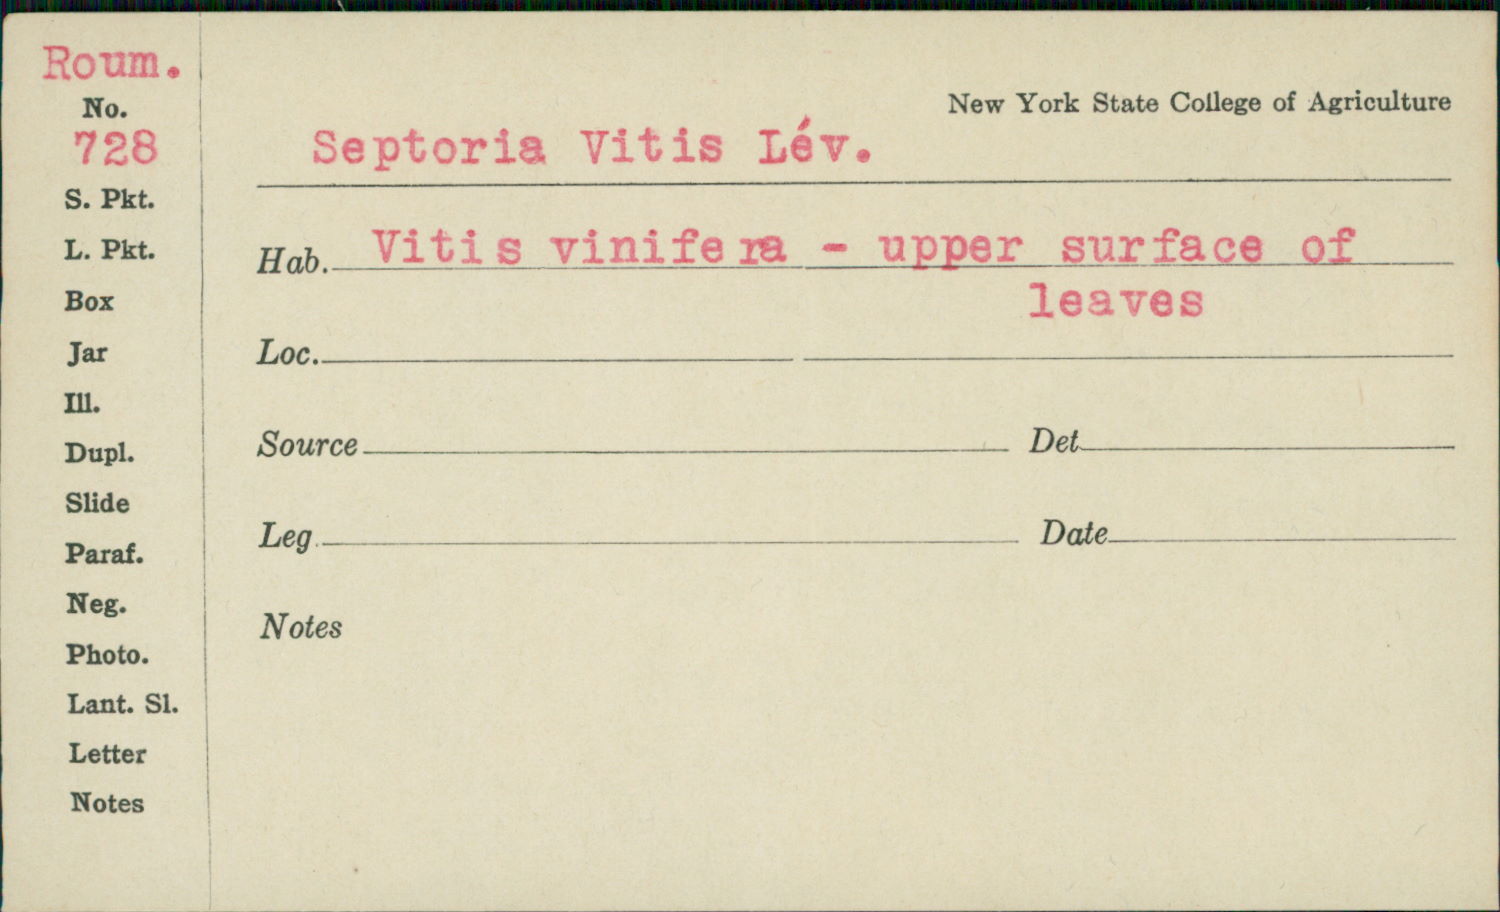 Roum.
No.
728
S. Pkt.
L. Pkt.
Box
Jar
Ill.
Dupl.
Slide
Paraf.
Neg.
Photo.
Lant. Sl.
Letter
Notes
New York State College of Agriculture
Septoria Vitis Lév.
Hab. Vitis vinifera - upper surface of
leaves
Loc.
Source Det
Leg. Date
Notes